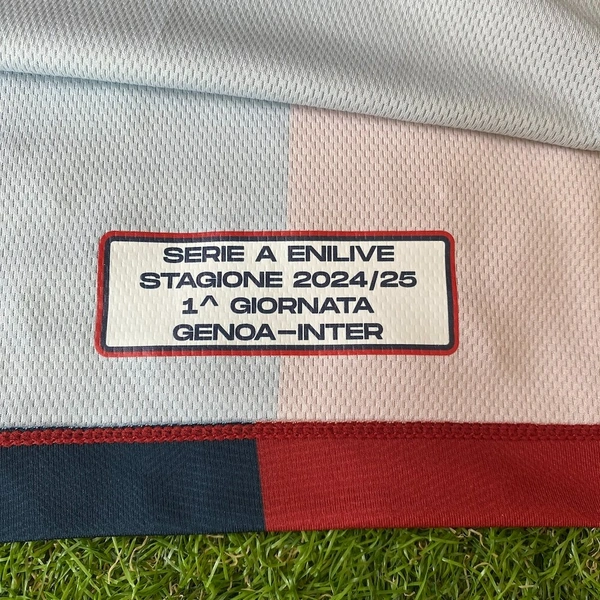 SERIE A ENILIVE
STAGIONE 2024/25
1^ GIORNATA
GENOA-INTER